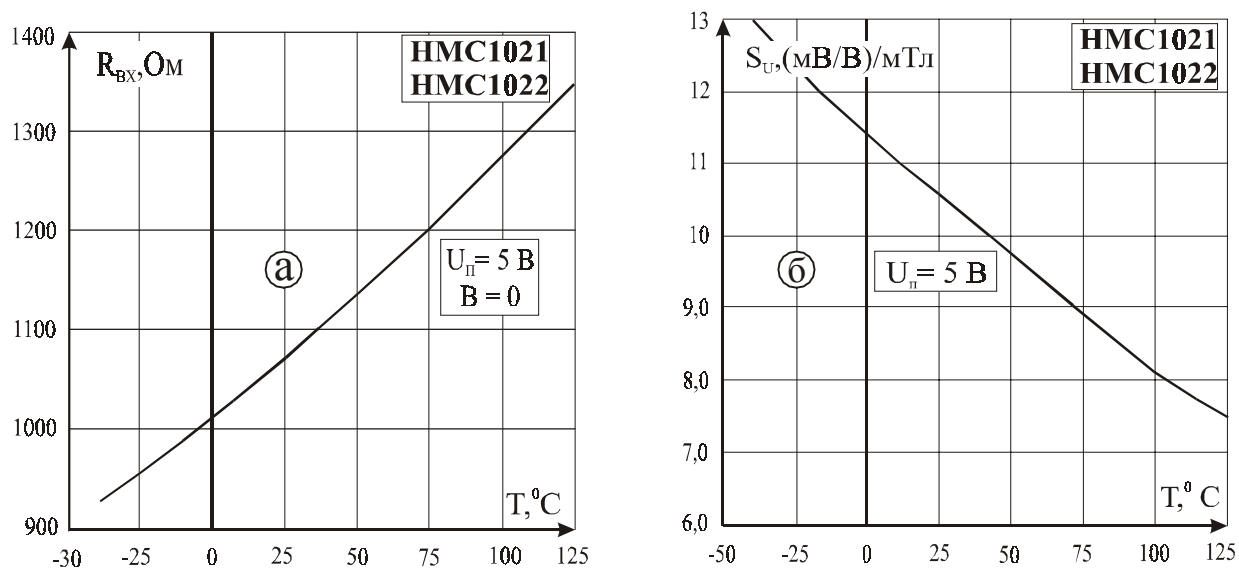 1400
1300
1200
1100
1000
900
R_ВХ,Ом
HMC1021
HMC1022
а
U_П= 5 В
B = 0
T,⁰C
-30 -25 0 25 50 75 100 125
13
12
11
10
9,0
8,0
7,0
6,0
S_U,(мВ/В)/мТл
HMC1021
HMC1022
б
U_п= 5 В
T,⁰ C
-50 -25 0 25 50 75 100 125